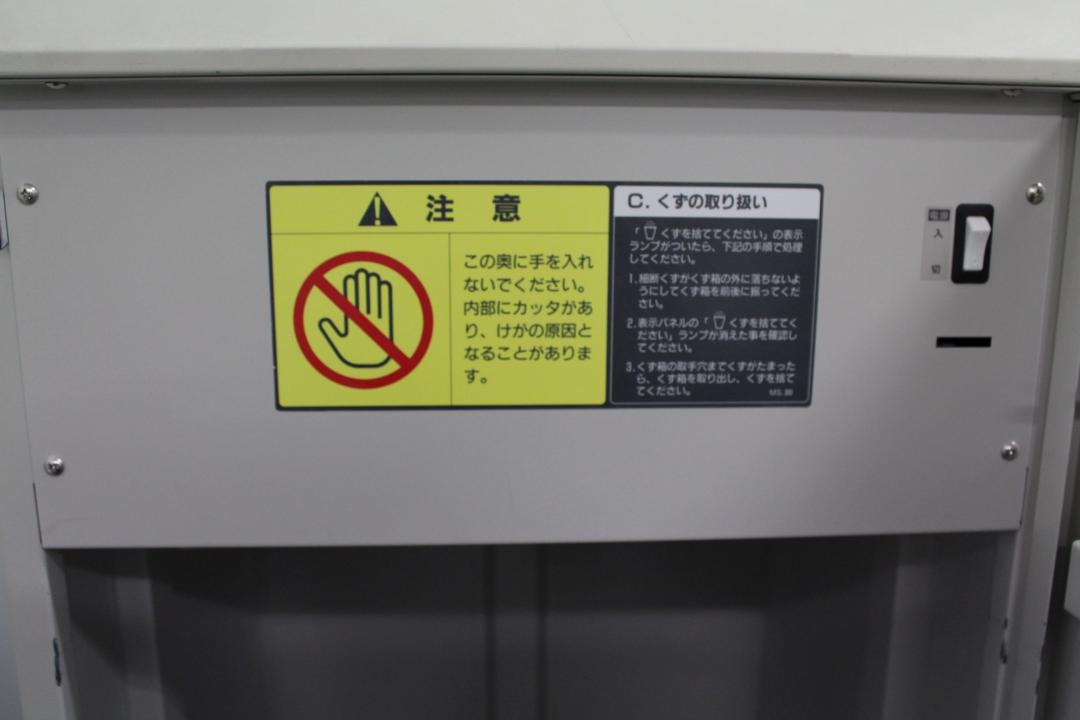 注 意
この奥に手を入れ
ないでください。
内部にカッタがあ
り、けがの原因と
なることがありま
す。
C. くずの取り扱い
「 くずを捨ててください」の表示
ランプがついたら、下記の手順で処理
してください。
1. 細断くずがくず箱の外に落ちないよ
うにしてくず箱を前後に振ってくだ
さい。
2. 表示パネルの「 くずを捨ててく
ださい」ランプが消えた事を確認し
てください。
3. くず箱の取手穴までくずがたまった
ら、くず箱を取り出し、くずを捨て
てください。
電源
入
切